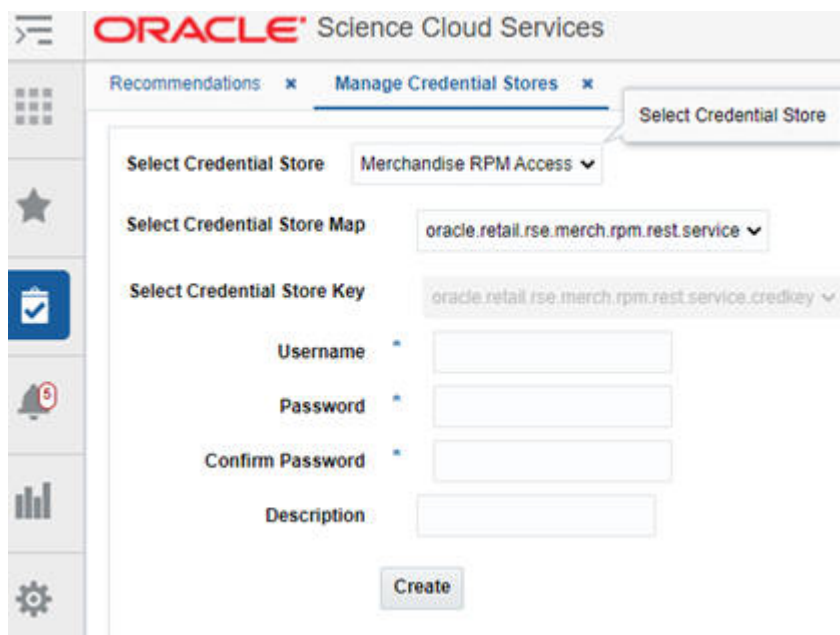 ORACLE Science Cloud Services
Recommendations × Manage Credential Stores ×
Select Credential Store
Select Credential Store Merchandise RPM Access
Select Credential Store Map oracle.retail.rse.merch.rpm.rest.service
Select Credential Store Key oracle.retail.rse.merch.rpm.rest.service.credkey
5
Username *
Password *
Confirm Password *
Description
Create